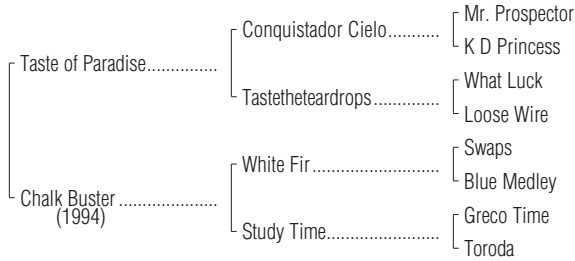 Mr. Prospector
Conquistador Cielo...........
K D Princess
Taste of Paradise...............
What Luck
Tastetheteardrops..............
Loose Wire
Swaps
White Fir ...........................
Blue Medley
Chalk Buster .....................
(1994)
Greco Time
Study Time........................
Toroda